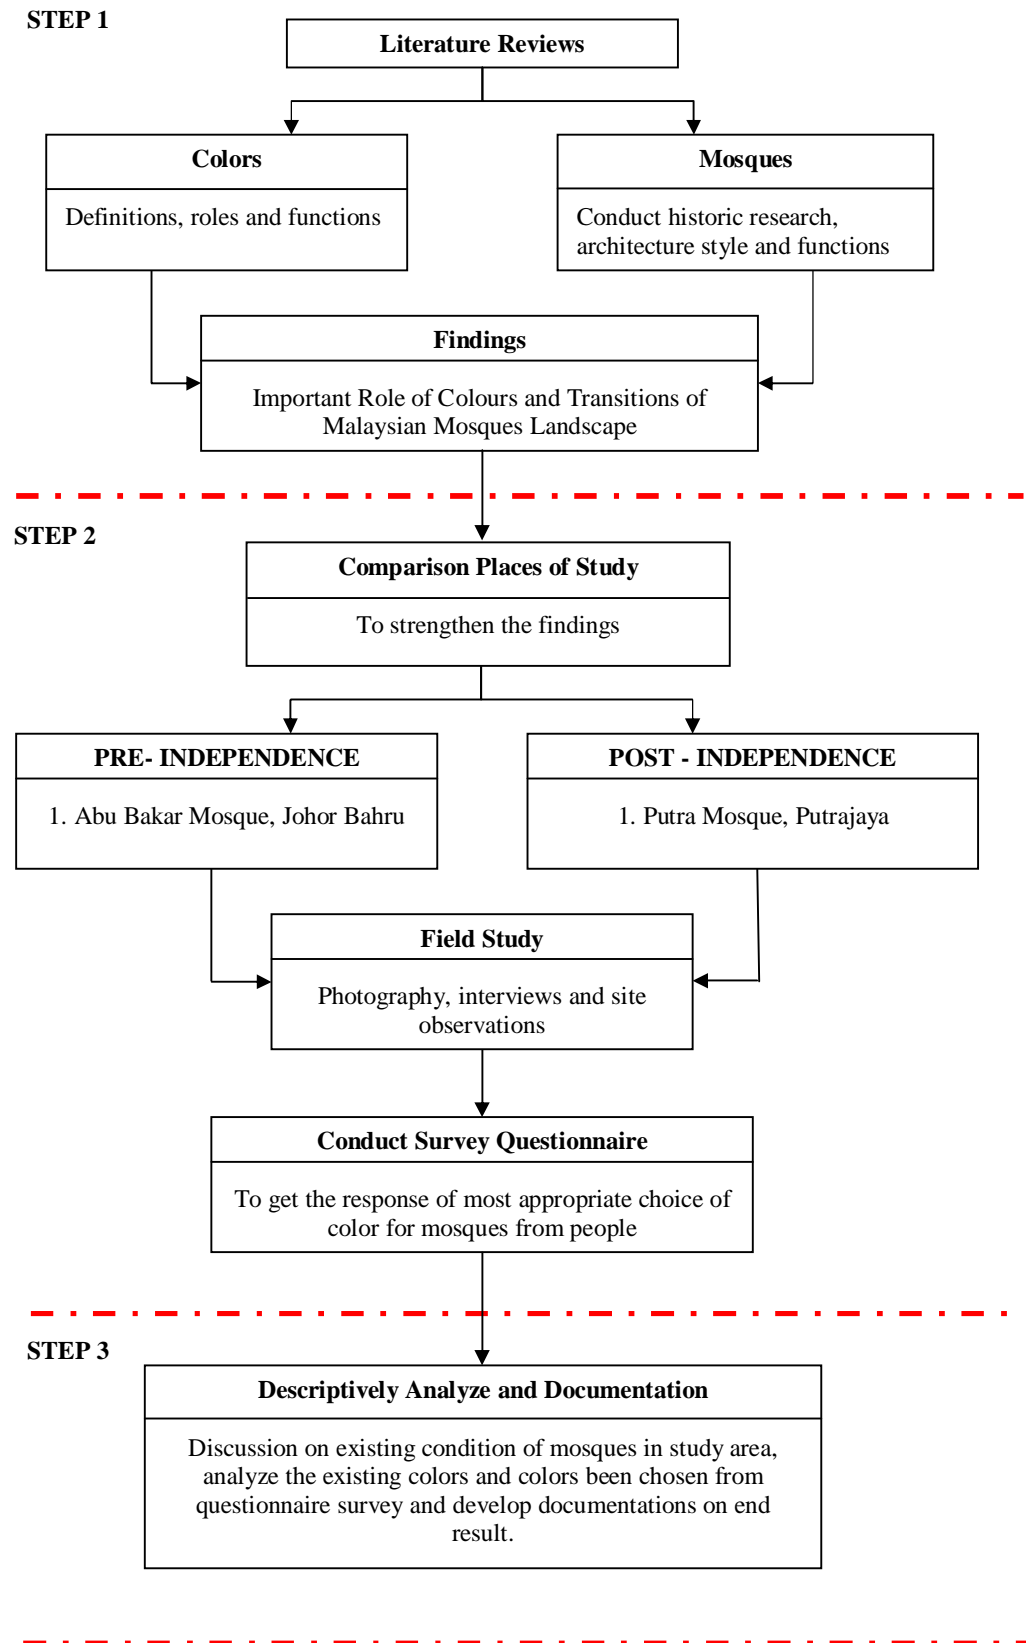 STEP 1
Literature Reviews
Colors
Definitions, roles and functions
Mosques
Conduct historic research,
architecture style and functions
Findings
Important Role of Colours and Transitions of
Malaysian Mosques Landscape
STEP 2
Comparison Places of Study
To strengthen the findings
PRE- INDEPENDENCE
1. Abu Bakar Mosque, Johor Bahru
POST - INDEPENDENCE
1. Putra Mosque, Putrajaya
Field Study
Photography, interviews and site
observations
Conduct Survey Questionnaire
To get the response of most appropriate choice of
color for mosques from people
STEP 3
Descriptively Analyze and Documentation
Discussion on existing condition of mosques in study area,
analyze the existing colors and colors been chosen from
questionnaire survey and develop documentations on end
result.